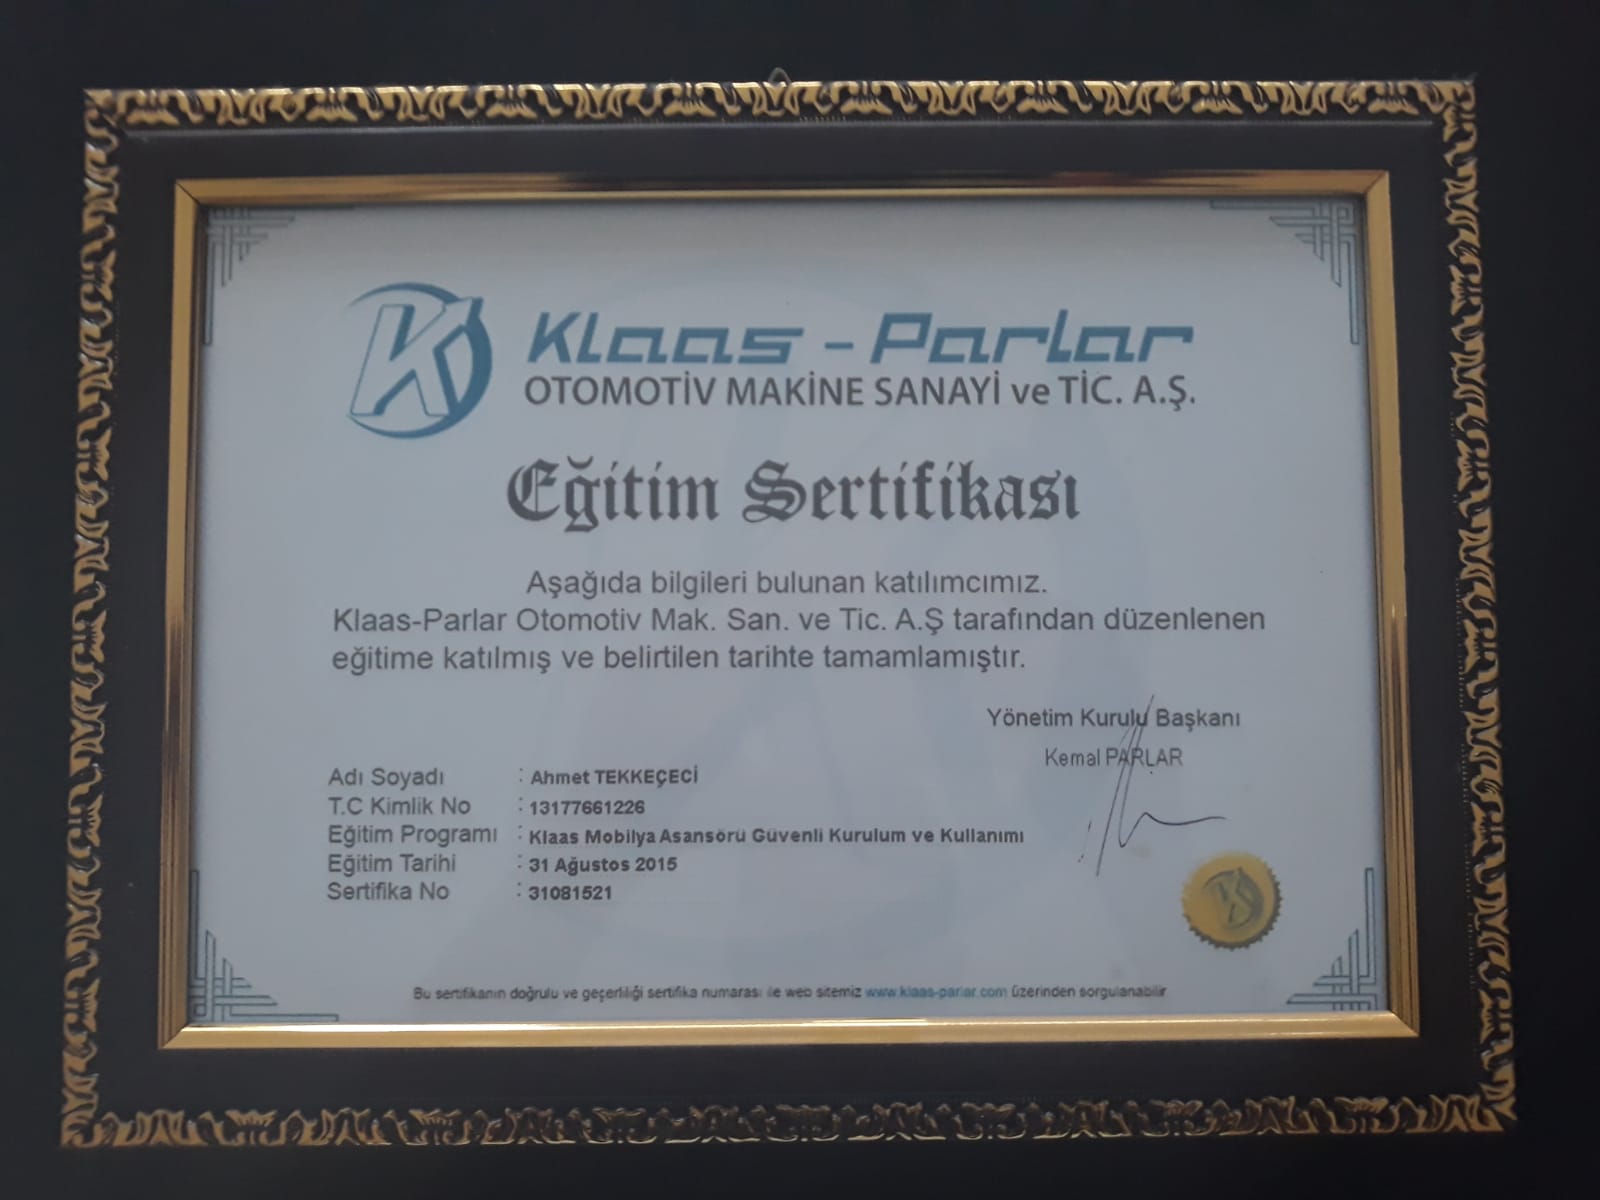 Klaas - Parlar
OTOMOTİV MAKİNE SANAYİ ve TİC. A.Ş.
Eğitim Sertifikası
Aşağıda bilgileri bulunan katılımcımız.
Klaas-Parlar Otomotiv Mak. San. ve Tic. A.Ş tarafından düzenlenen
eğitime katılmış ve belirtilen tarihte tamamlamıştır.
Yönetim Kurulu Başkanı
Kemal PARLAR
Adı Soyadı : Ahmet TEKKEÇECİ
T.C Kimlik No : 13177661226
Eğitim Programı : Klaas Mobilya Asansörü Güvenli Kurulum ve Kullanımı
Eğitim Tarihi : 31 Ağustos 2015
Sertifika No : 31081521
Bu sertifikanın doğrulu ve geçerliliği sertifika numarası ile web sitemiz www.klaas-parlar.com üzerinden sorgulanabilir